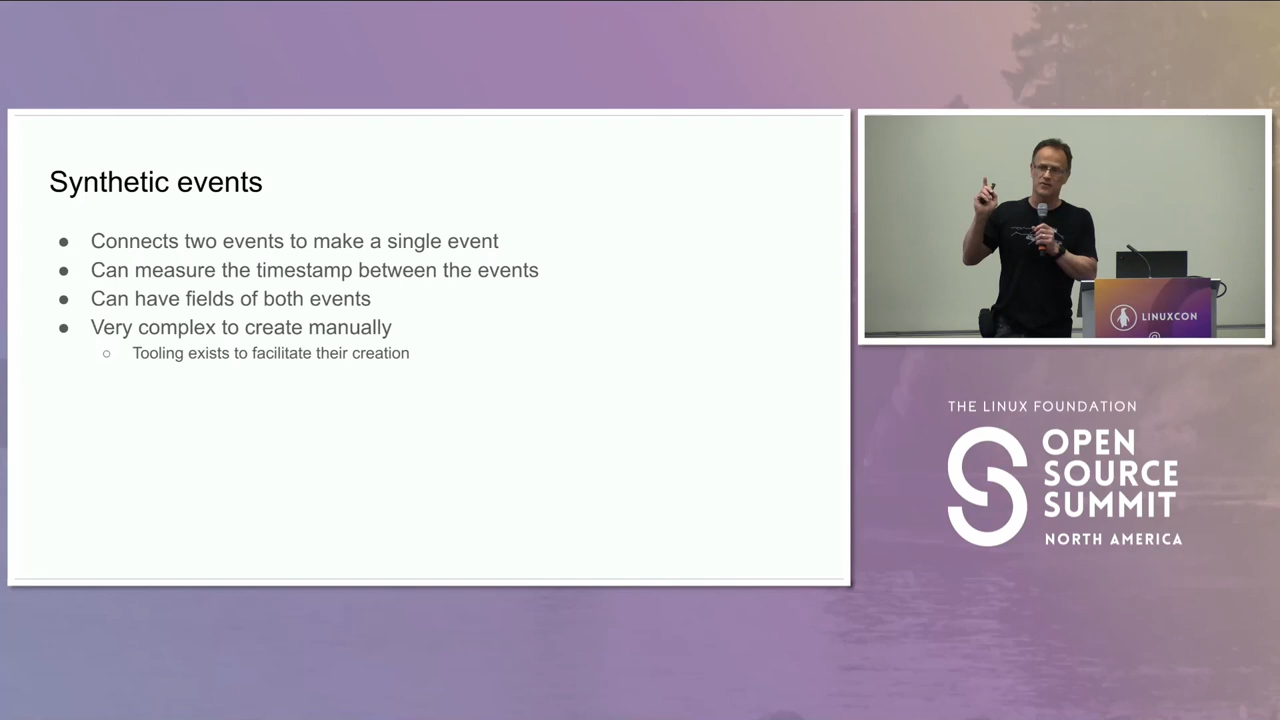 Synthetic events
● Connects two events to make a single event
● Can measure the timestamp between the events
● Can have fields of both events
● Very complex to create manually
○ Tooling exists to facilitate their creation
LINUXCON
THE LINUX FOUNDATION
OPEN
SOURCE
SUMMIT
NORTH AMERICA